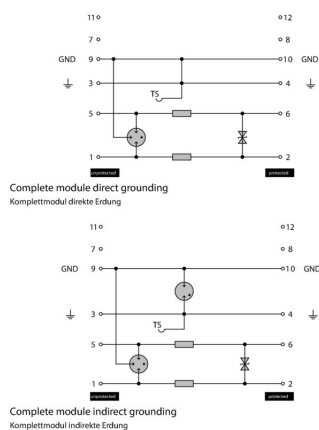 11 12
7 8
GND 9 10 GND
3 4
TS
5 6
1 2
unprotected protected
Complete module direct grounding
Komplettmodul direkte Erdung
11 12
7 8
GND 9 10 GND
3 4
TS
5 6
1 2
unprotected protected
Complete module indirect grounding
Komplettmodul indirekte Erdung